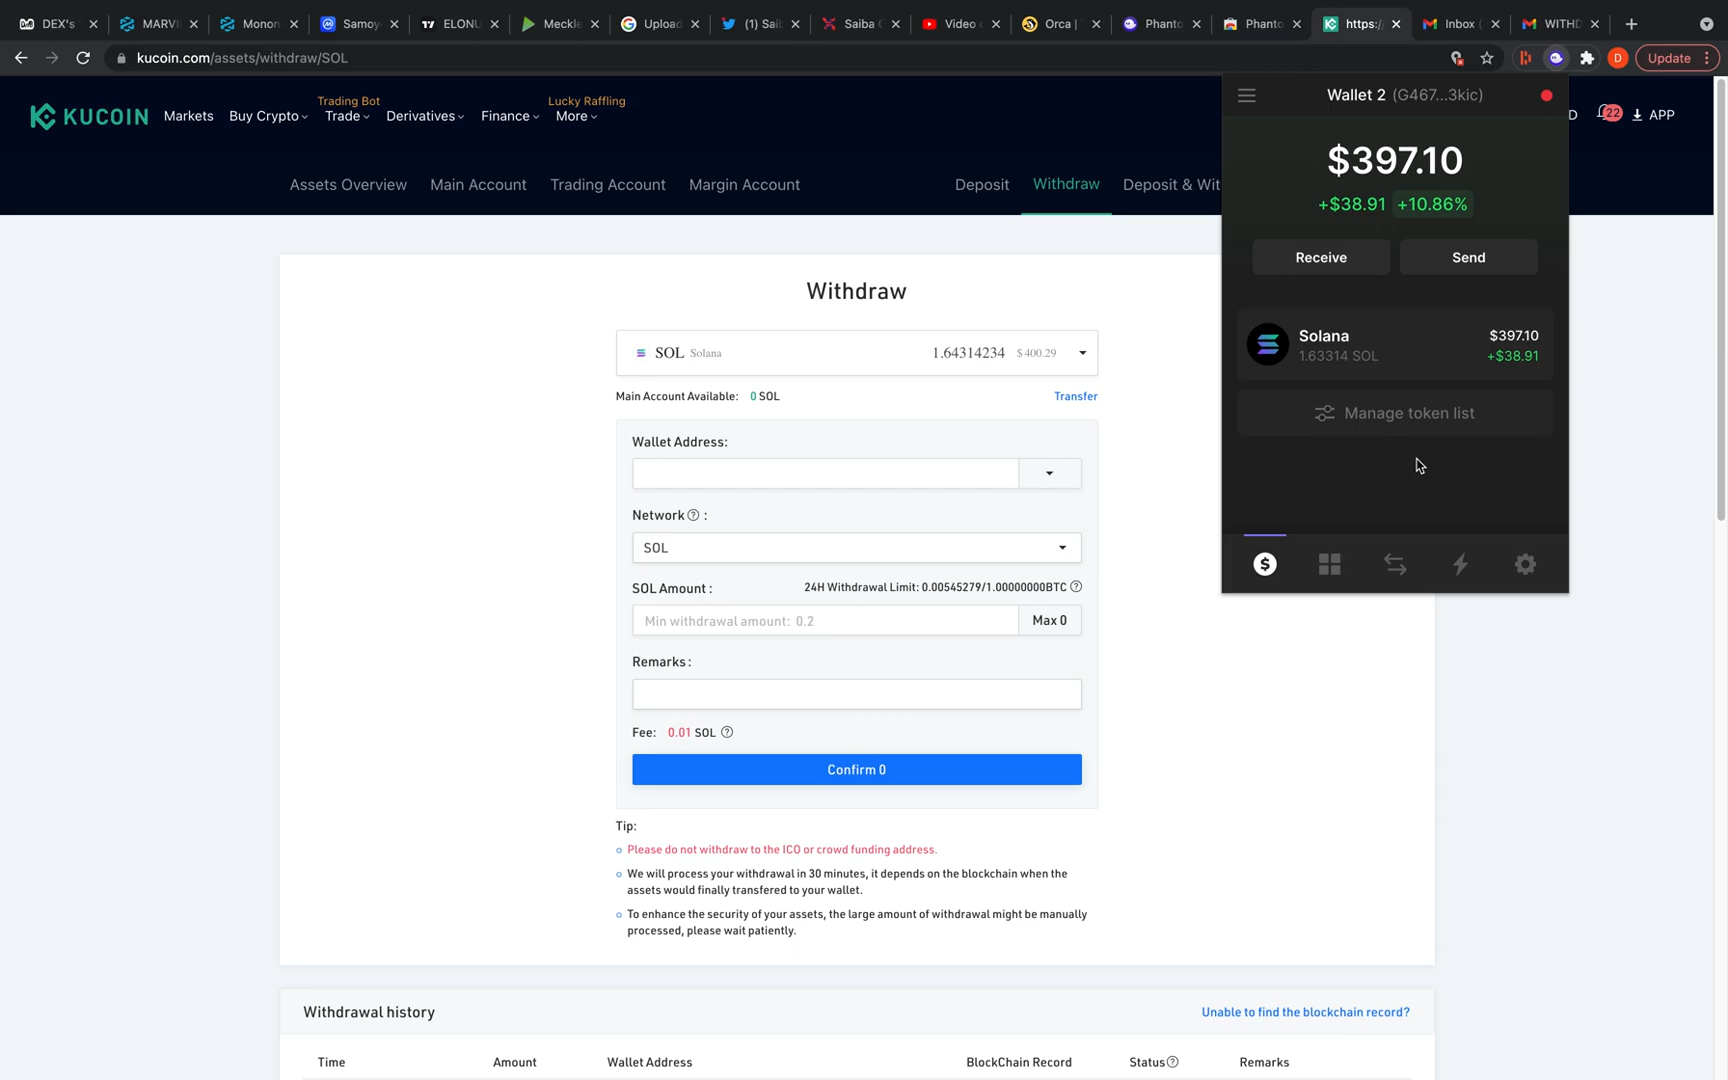 DEX's
MARVI
Monon
Samoy
ELONU
Meckle
Upload
(1) Sait
Saiba
Video
Orca | T
Phanto
Phanto
https:/
Inbox (
WITHD
kucoin.com/assets/withdraw/SOL
D
Update
KUCOIN
Markets
Buy Crypto
Trading Bot
Trade
Derivatives
Finance
Lucky Raffling
More
D
22
APP
Assets Overview
Main Account
Trading Account
Margin Account
Deposit
Withdraw
Deposit & Wit
Wallet 2 (G467...3kic)
$397.10
+$38.91 +10.86%
Receive
Send
Solana
$397.10
1.63314 SOL
+$38.91
Manage token list
Withdraw
SOL Solana 1.64314234 $ 400.29
Main Account Available: 0 SOL
Transfer
Wallet Address:
Network ? :
SOL
SOL Amount :
24H Withdrawal Limit: 0.00545279/1.00000000BTC ?
Min withdrawal amount: 0.2
Max 0
Remarks :
Fee: 0.01 SOL ?
Confirm 0
Tip:
Please do not withdraw to the ICO or crowd funding address.
We will process your withdrawal in 30 minutes, it depends on the blockchain when the
assets would finally transfered to your wallet.
To enhance the security of your assets, the large amount of withdrawal might be manually
processed, please wait patiently.
Withdrawal history
Unable to find the blockchain record?
Time
Amount
Wallet Address
BlockChain Record
Status ?
Remarks